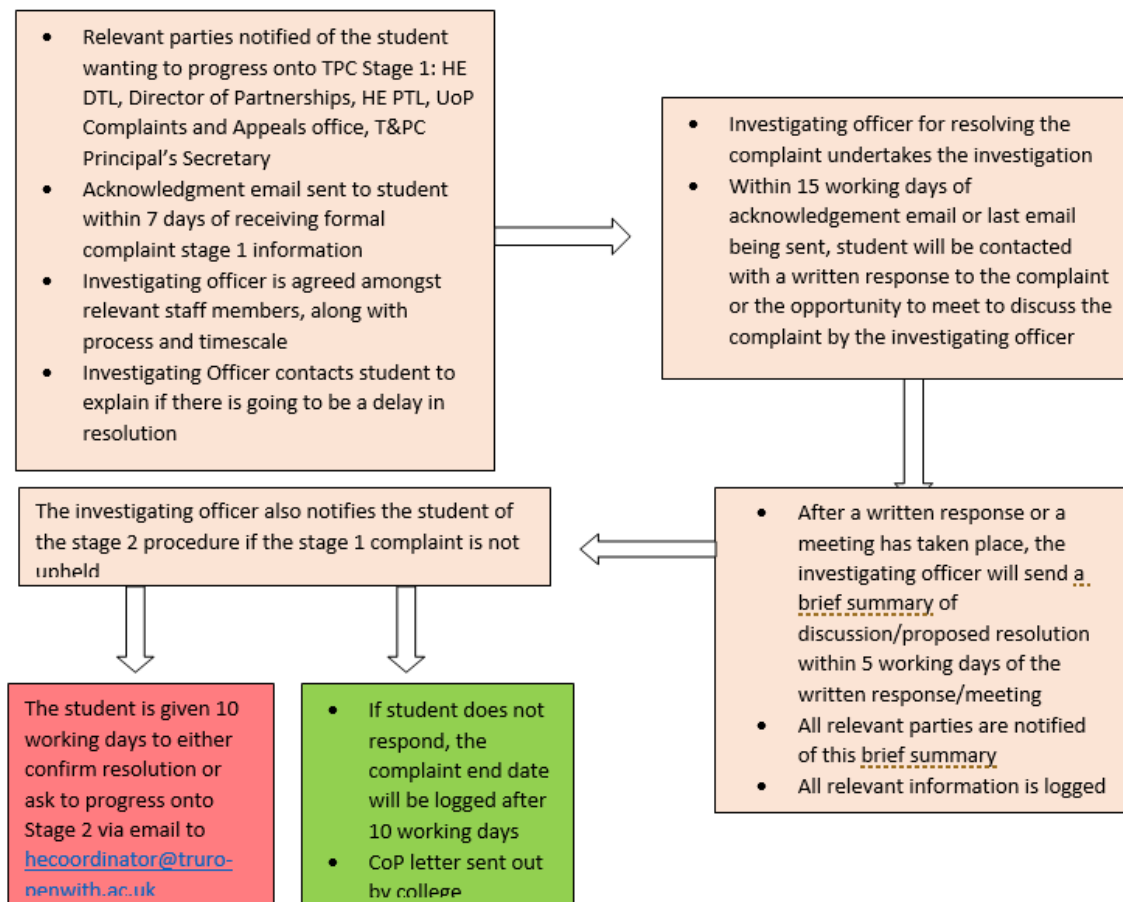 • Relevant parties notified of the student
wanting to progress onto TPC Stage 1: HE
DTL, Director of Partnerships, HE PTL, UoP
Complaints and Appeals office, T&PC
Principal's Secretary
• Acknowledgment email sent to student
within 7 days of receiving formal
complaint stage 1 information
• Investigating officer is agreed amongst
relevant staff members, along with
process and timescale
• Investigating Officer contacts student to
explain if there is going to be a delay in
resolution
• Investigating officer for resolving the
complaint undertakes the investigation
• Within 15 working days of
acknowledgement email or last email
being sent, student will be contacted
with a written response to the complaint
or the opportunity to meet to discuss the
complaint by the investigating officer
• After a written response or a
meeting has taken place, the
investigating officer will send a
brief summary of
discussion/proposed resolution
within 5 working days of the
written response/meeting
• All relevant parties are notified
of this brief summary
• All relevant information is logged
The investigating officer also notifies the student of
the stage 2 procedure if the stage 1 complaint is not
upheld
The student is given 10
working days to either
confirm resolution or
ask to progress onto
Stage 2 via email to
hecoordinator@truro-
penwith.ac.uk
• If student does not
respond, the
complaint end date
will be logged after
10 working days
• CoP letter sent out
by college